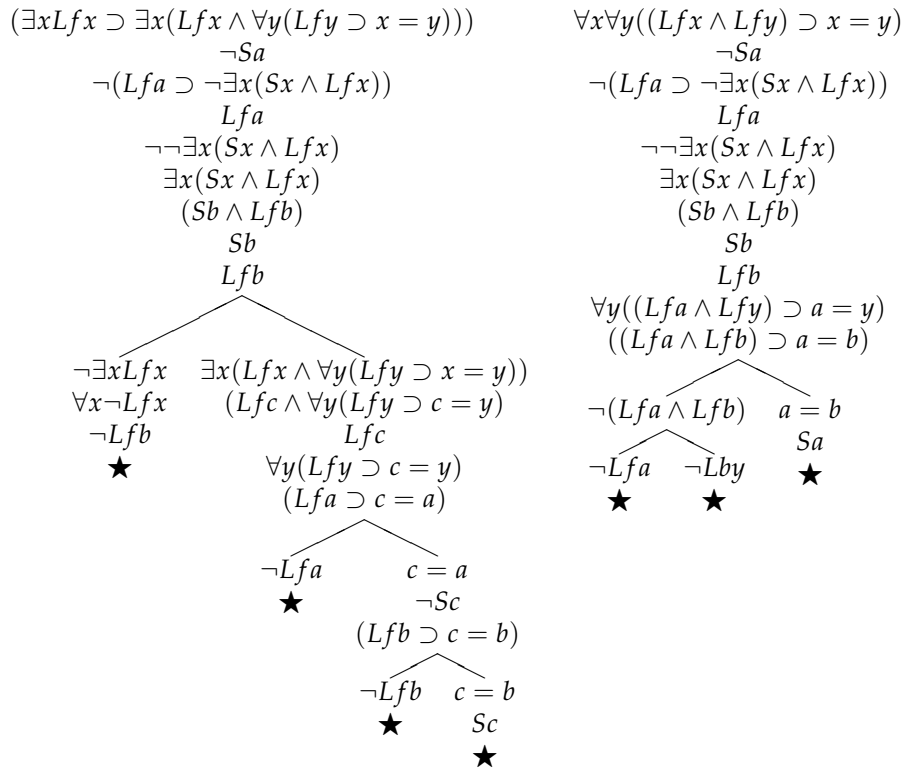 (∃xLfx ⊃ ∃x(Lfx ∧ ∀y(Lfy ⊃ x = y)))
¬Sa
¬(Lfa ⊃ ¬∃x(Sx ∧ Lfx))
Lfa
¬¬∃x(Sx ∧ Lfx)
∃x(Sx ∧ Lfx)
(Sb ∧ Lfb)
Sb
Lfb
¬∃xLfx ∃x(Lfx ∧ ∀y(Lfy ⊃ x = y))
∀x¬Lfx (Lfc ∧ ∀y(Lfy ⊃ c = y)
¬Lfb Lfc
★ ∀y(Lfy ⊃ c = y)
(Lfa ⊃ c = a)
¬Lfa c = a
★ ¬Sc
(Lfb ⊃ c = b)
¬Lfb c = b
★ Sc
★
∀x∀y((Lfx ∧ Lfy) ⊃ x = y)
¬Sa
¬(Lfa ⊃ ¬∃x(Sx ∧ Lfx))
Lfa
¬¬∃x(Sx ∧ Lfx)
∃x(Sx ∧ Lfx)
(Sb ∧ Lfb)
Sb
Lfb
∀y((Lfa ∧ Lfy) ⊃ a = y)
((Lfa ∧ Lfb) ⊃ a = b)
¬(Lfa ∧ Lfb) a = b
Sa
¬Lfa ¬Lby ★
★ ★